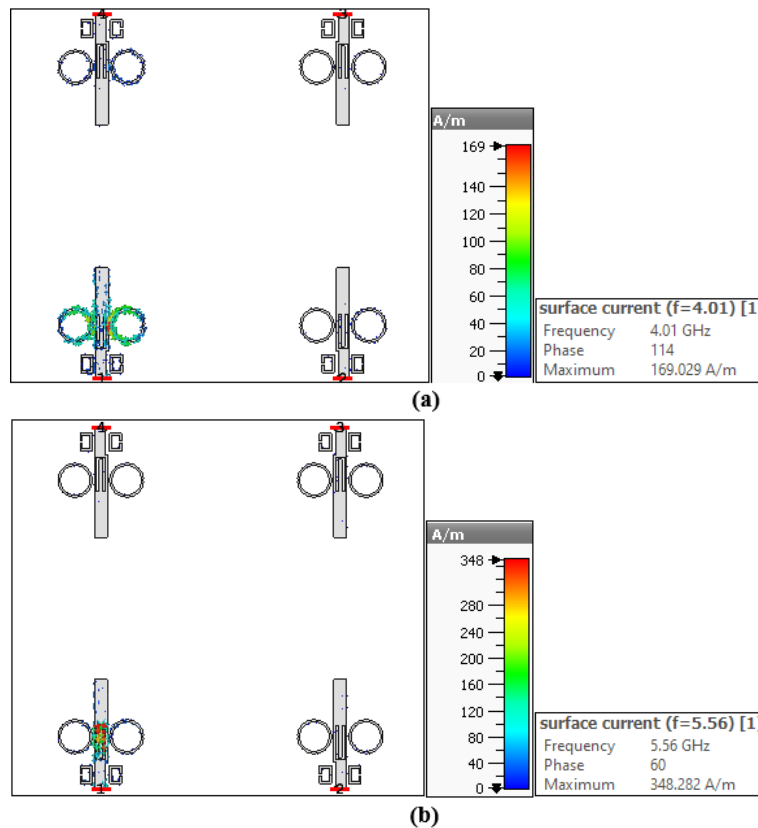 4 3
A/m
169
140
120
100
80
60
40
20
0
surface current (f=4.01) [1
Frequency 4.01 GHz
Phase 114
Maximum 169.029 A/m
1 2
(a)
4 3
A/m
348
280
240
200
160
120
80
40
0
surface current (f=5.56) [1]
Frequency 5.56 GHz
Phase 60
Maximum 348.282 A/m
1 2
(b)